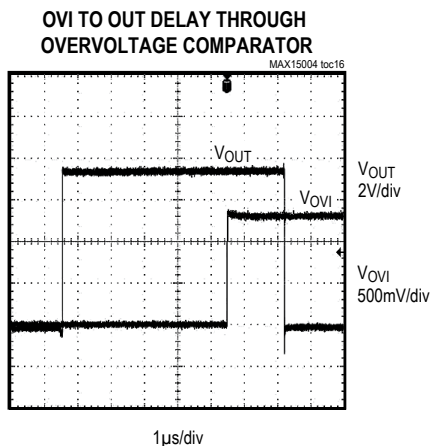 OVI TO OUT DELAY THROUGH
OVERVOLTAGE COMPARATOR
MAX15004 toc16
VOUT
VOVI
VOUT
2V/div
VOVI
500mV/div
1µs/div